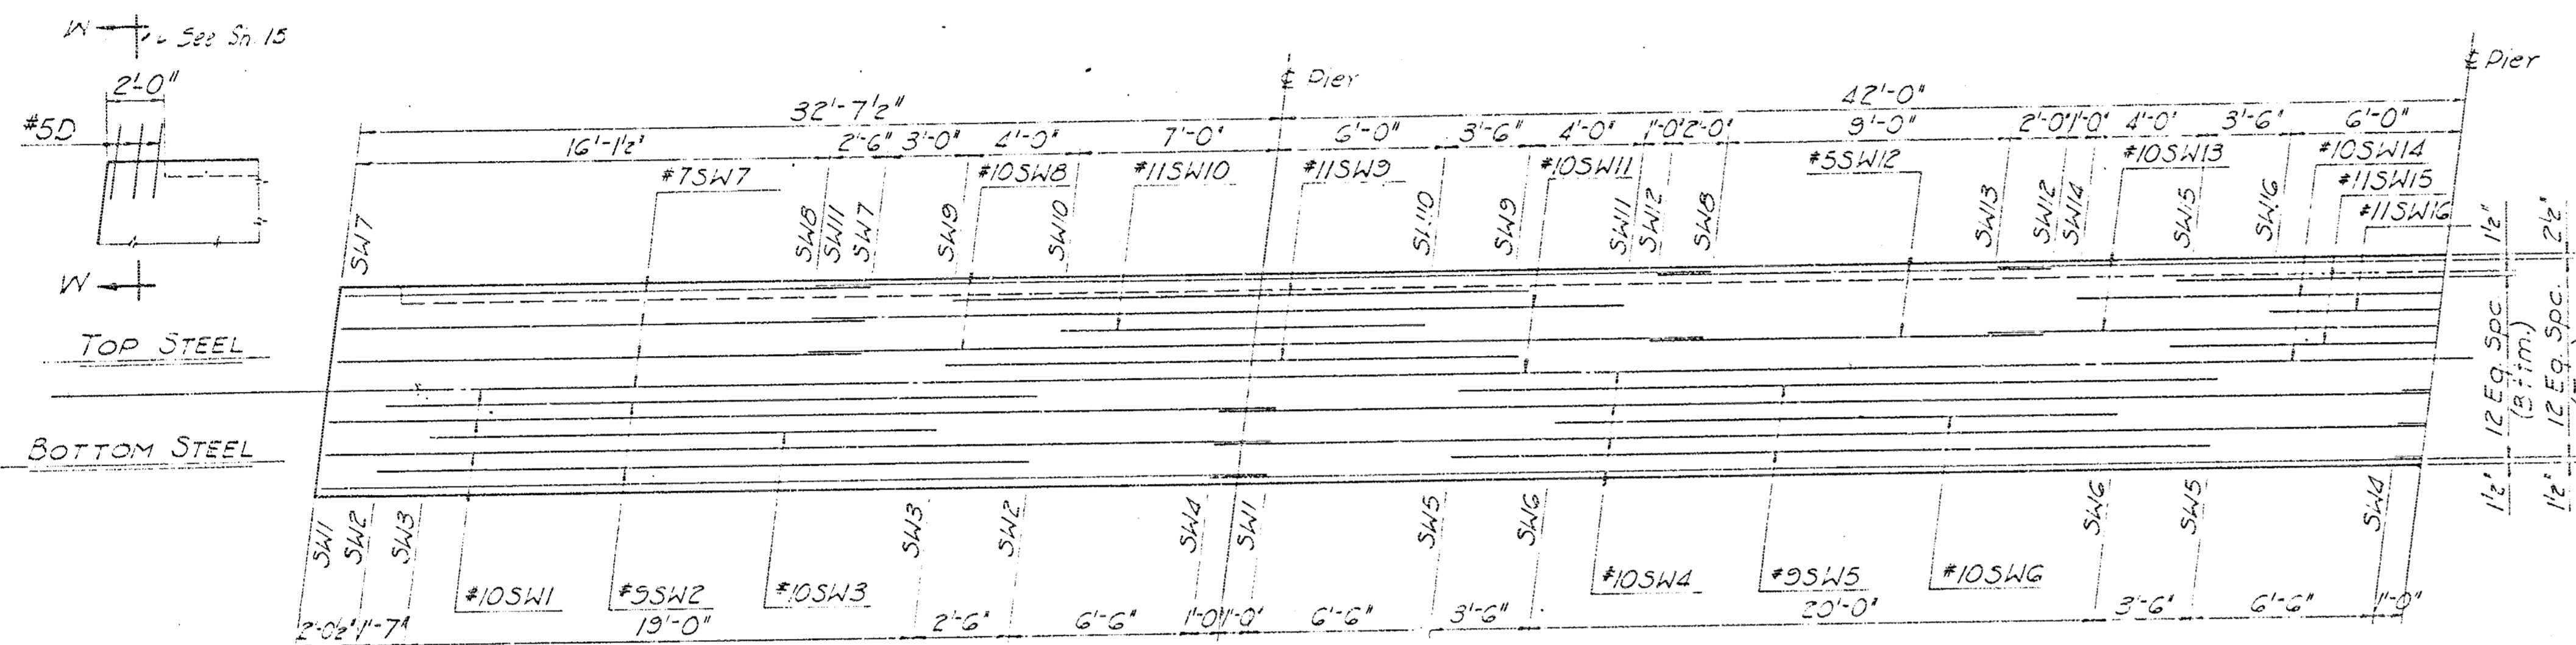 W
See Sh. 15
2'-0"
#5D
W
℄ Pier
℄ Pier
32'-7½"
42'-0"
16'-1½" 2'-6" 3'-0" 4'-0" 7'-0" 6'-0" 3'-6" 4'-0" 1'-0" 2'-0" 9'-0" 2'-0" 1'-0" 4'-0" 3'-6" 6'-0"
#7SW7 #10SW8 #11SW10 #11SW9 #10SW11 #5SW12 #10SW13 #10SW14
#11SW15
#11SW16
SW7 SW8 SW11 SW7 SW9 SW10 SW10 SW9 SW11 SW12 SW8 SW13 SW12 SW14 SW15 SW16
TOP STEEL
BOTTOM STEEL
1½" 12 Eq. Spc. 1½"
(Bttm.)
1½" 12 Eq. Spc. 2½"
SW1 SW2 SW3 SW3 SW2 SW4 SW1 SW5 SW6 SW6 SW5 SW4
#10SW1 #9SW2 #10SW3 #10SW4 #9SW5 #10SW6
2'-0½" 1'-7" 19'-0" 2'-6" 6'-6" 1'-0" 1'-0" 6'-6" 3'-6" 20'-0" 3'-6" 6'-6" 1'-0"